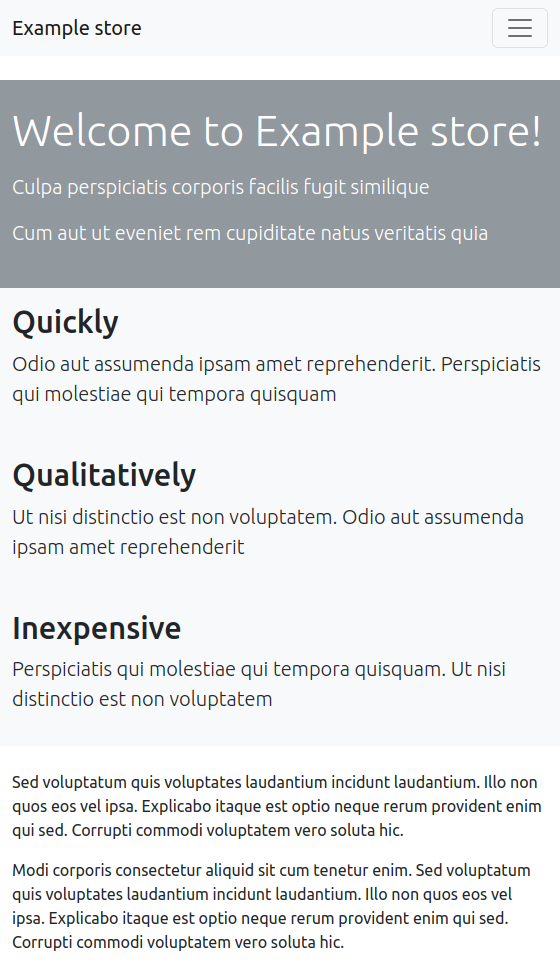 Example store
Welcome to Example store!
Culpa perspiciatis corporis facilis fugit similique
Cum aut ut eveniet rem cupiditate natus veritatis quia
Quickly
Odio aut assumenda ipsam amet reprehenderit. Perspiciatis
qui molestiae qui tempora quisquam
Qualitatively
Ut nisi distinctio est non voluptatem. Odio aut assumenda
ipsam amet reprehenderit
Inexpensive
Perspiciatis qui molestiae qui tempora quisquam. Ut nisi
distinctio est non voluptatem
Sed voluptatum quis voluptates laudantium incidunt laudantium. Illo non
quos eos vel ipsa. Explicabo itaque est optio neque rerum provident enim
qui sed. Corrupti commodi voluptatem vero soluta hic.
Modi corporis consectetur aliquid sit cum tenetur enim. Sed voluptatum
quis voluptates laudantium incidunt laudantium. Illo non quos eos vel
ipsa. Explicabo itaque est optio neque rerum provident enim qui sed.
Corrupti commodi voluptatem vero soluta hic.